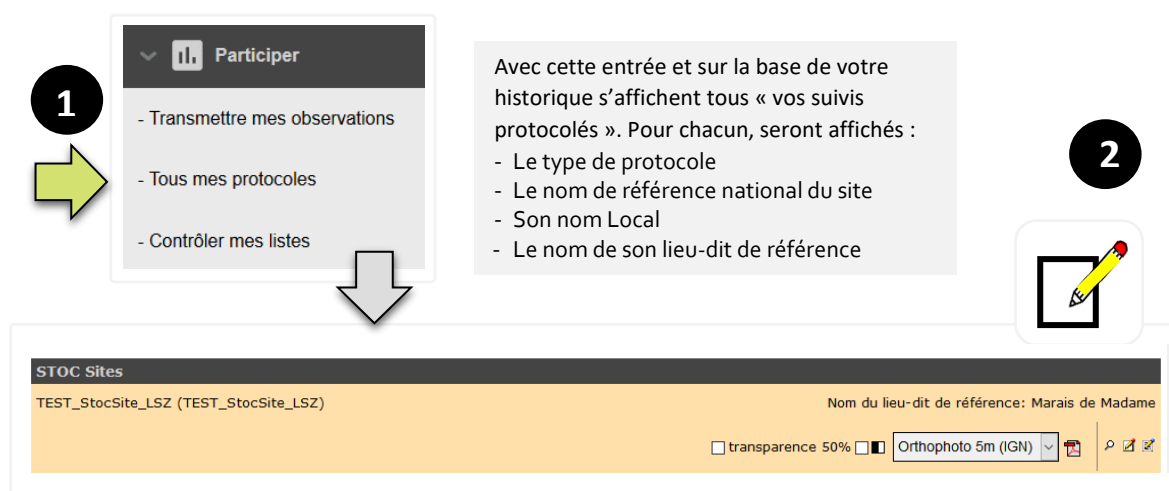 1
Participer
- Transmettre mes observations
- Tous mes protocoles
- Contrôler mes listes
Avec cette entrée et sur la base de votre
historique s’affichent tous « vos suivis
protocolés ». Pour chacun, seront affichés :
- Le type de protocole
- Le nom de référence national du site
- Son nom Local
- Le nom de son lieu-dit de référence
2
STOC Sites
TEST_StocSite_LSZ (TEST_StocSite_LSZ) Nom du lieu-dit de référence: Marais de Madame
transparence 50% Orthophoto 5m (IGN)